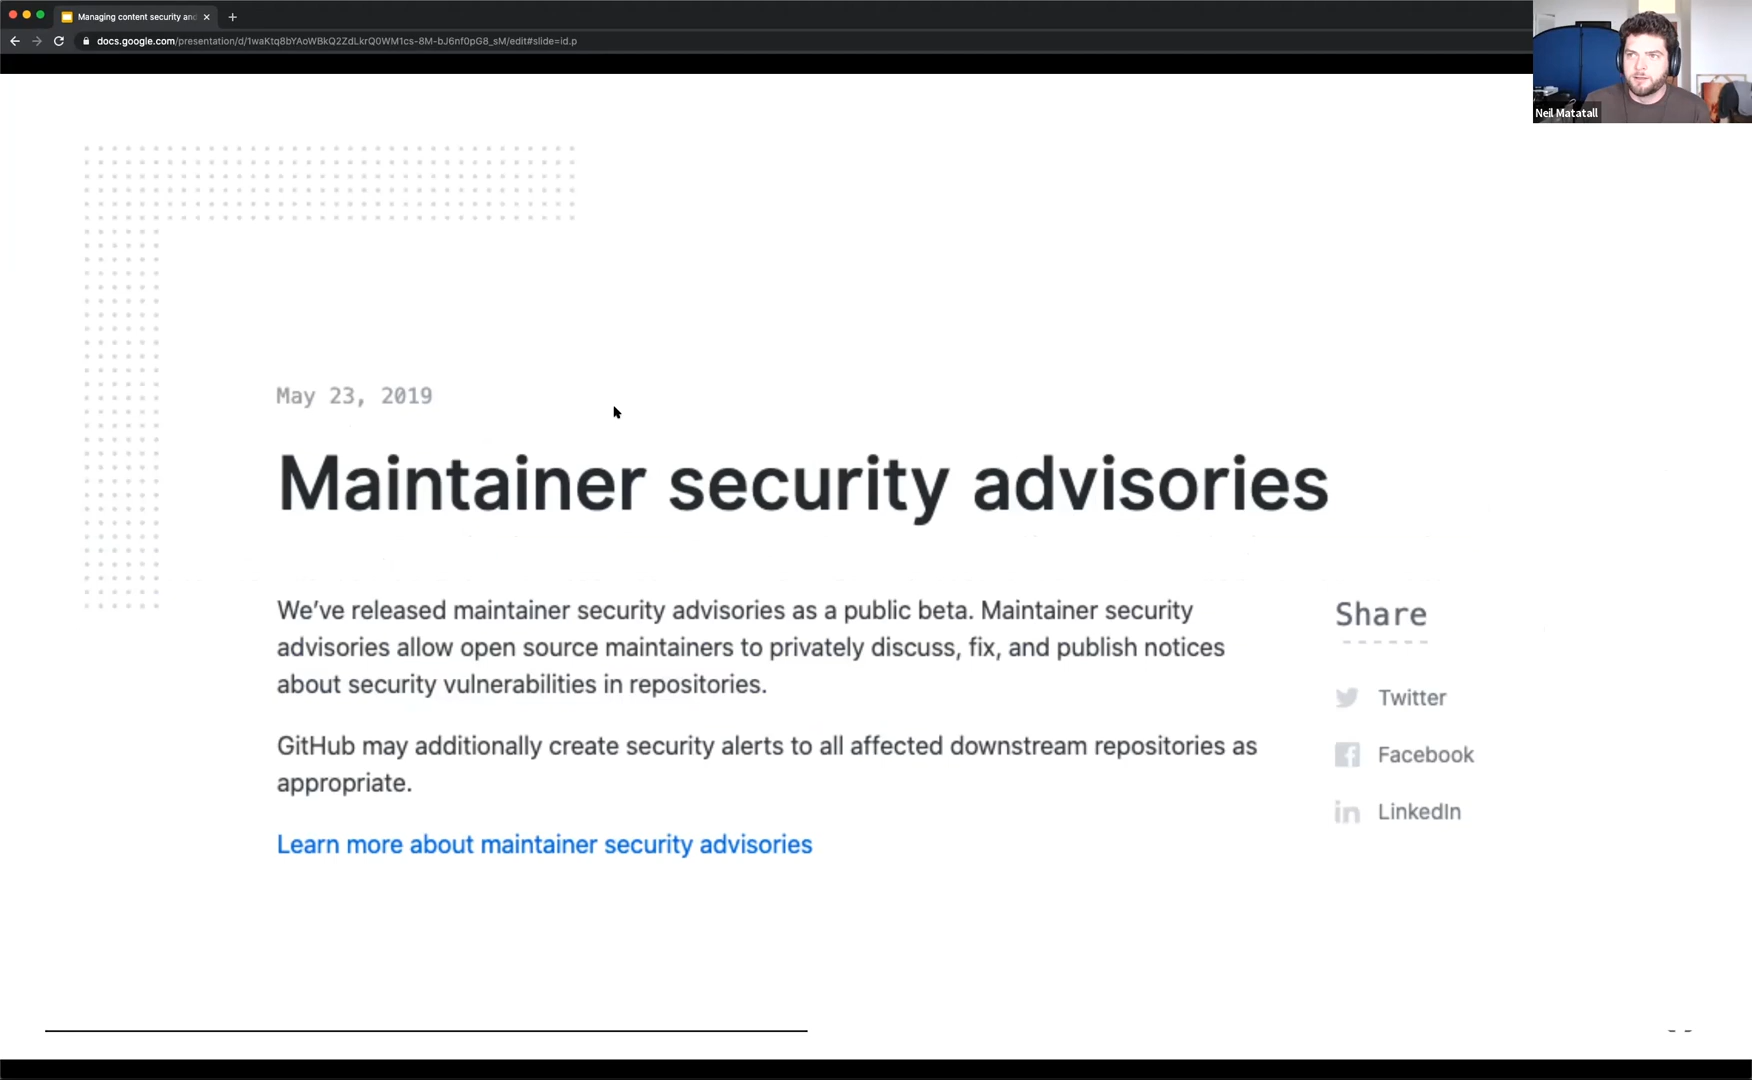 Managing content security and
docs.google.com/presentation/d/1waKtq8bYAoWBkQ2ZdLkrQ0WM1cs-8M-bJ6nf0pG8_sM/edit#slide=id.p
Neil Matatall
May 23, 2019
Maintainer security advisories
We've released maintainer security advisories as a public beta. Maintainer security
advisories allow open source maintainers to privately discuss, fix, and publish notices
about security vulnerabilities in repositories.
GitHub may additionally create security alerts to all affected downstream repositories as
appropriate.
Learn more about maintainer security advisories
Share
Twitter
Facebook
LinkedIn